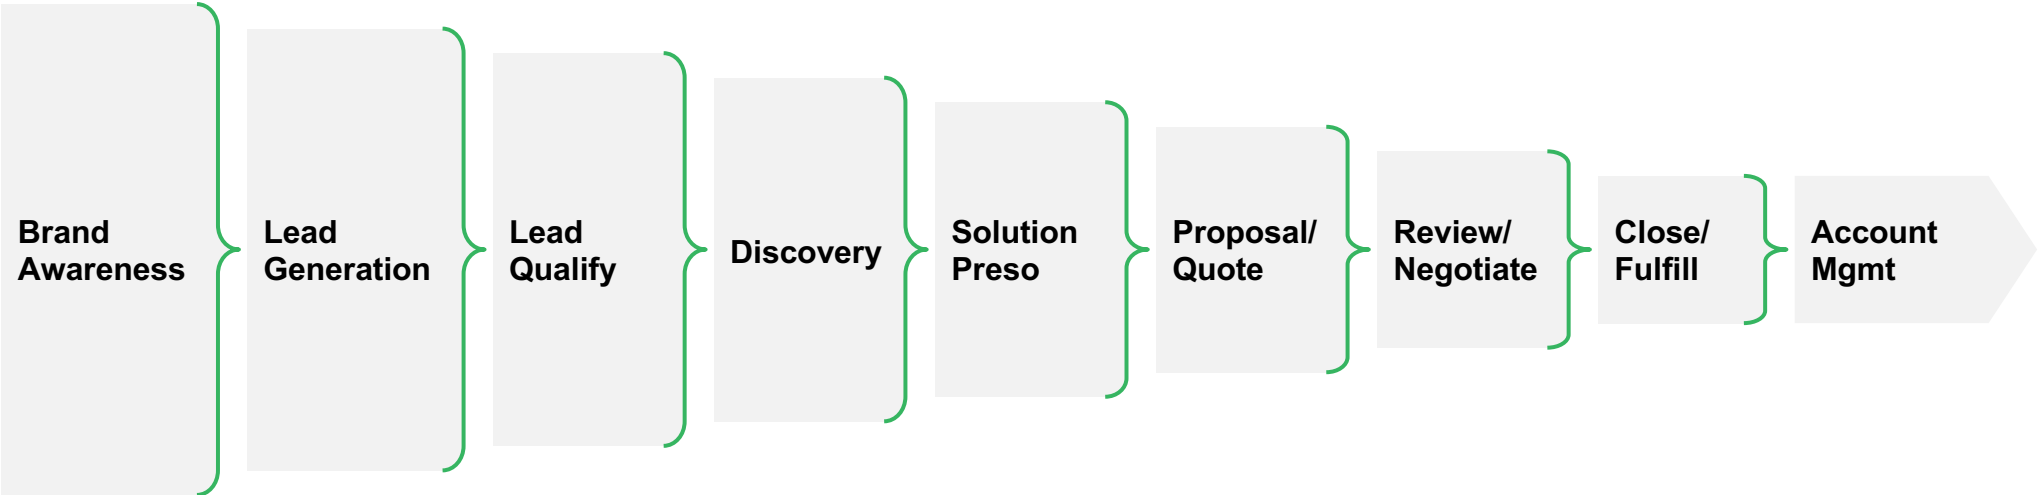 Brand
Awareness
Lead
Generation
Lead
Qualify
Discovery
Solution
Preso
Proposal/
Quote
Review/
Negotiate
Close/
Fulfill
Account
Mgmt